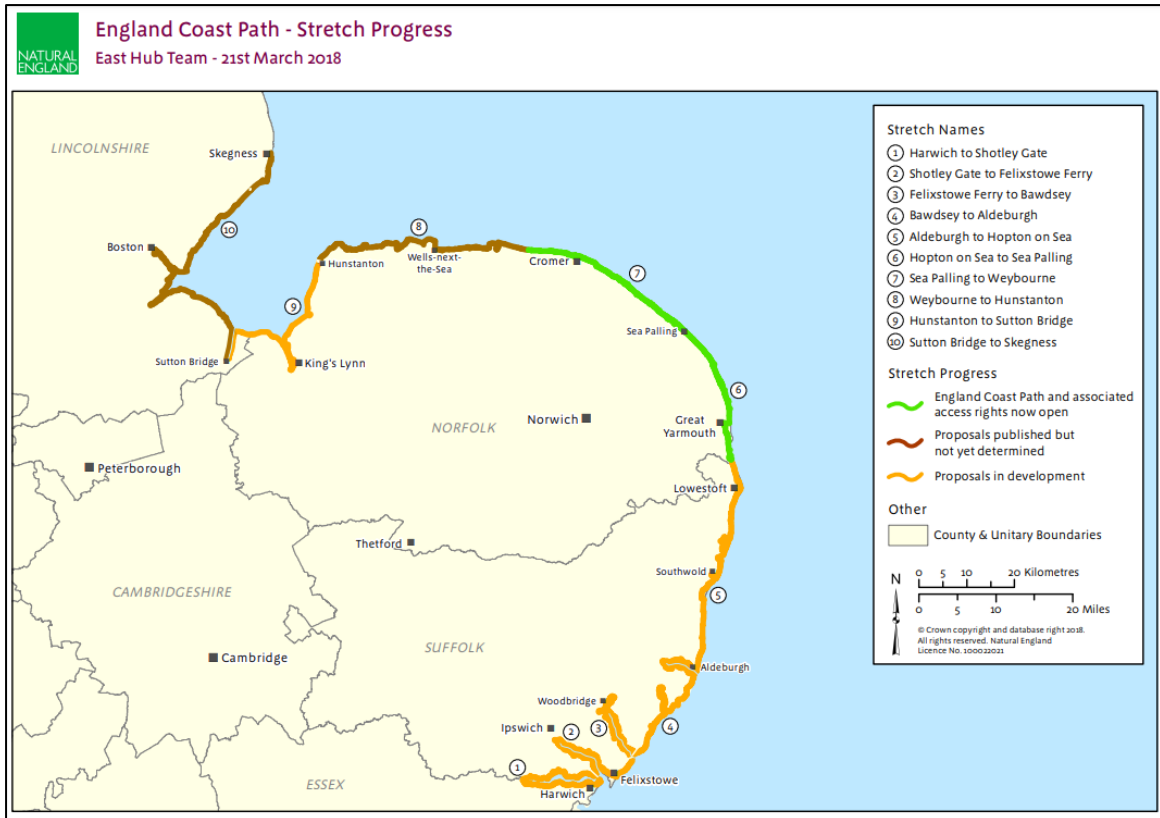 NATURAL
ENGLAND
England Coast Path - Stretch Progress
East Hub Team - 21st March 2018
LINCOLNSHIRE
Skegness
10
Boston
8
Wells-next-
the-Sea
Hunstanton
Cromer
7
9
Sea Palling
Sutton Bridge
King's Lynn
6
Norwich
Great
Yarmouth
NORFOLK
Peterborough
Lowestoft
Thetford
Southwold
CAMBRIDGESHIRE
5
SUFFOLK
Cambridge
Aldeburgh
Woodbridge
Ipswich
2
3
4
1
Felixstowe
ESSEX
Harwich
Stretch Names
1 Harwich to Shotley Gate
2 Shotley Gate to Felixstowe Ferry
3 Felixstowe Ferry to Bawdsey
4 Bawdsey to Aldeburgh
5 Aldeburgh to Hopton on Sea
6 Hopton on Sea to Sea Palling
7 Sea Palling to Weybourne
8 Weybourne to Hunstanton
9 Hunstanton to Sutton Bridge
10 Sutton Bridge to Skegness
Stretch Progress
England Coast Path and associated
access rights now open
Proposals published but
not yet determined
Proposals in development
Other
County & Unitary Boundaries
N
0 5 10 20 Kilometres
0 5 10 20 Miles
© Crown copyright and database right 2018.
All rights reserved. Natural England
Licence No. 100022021